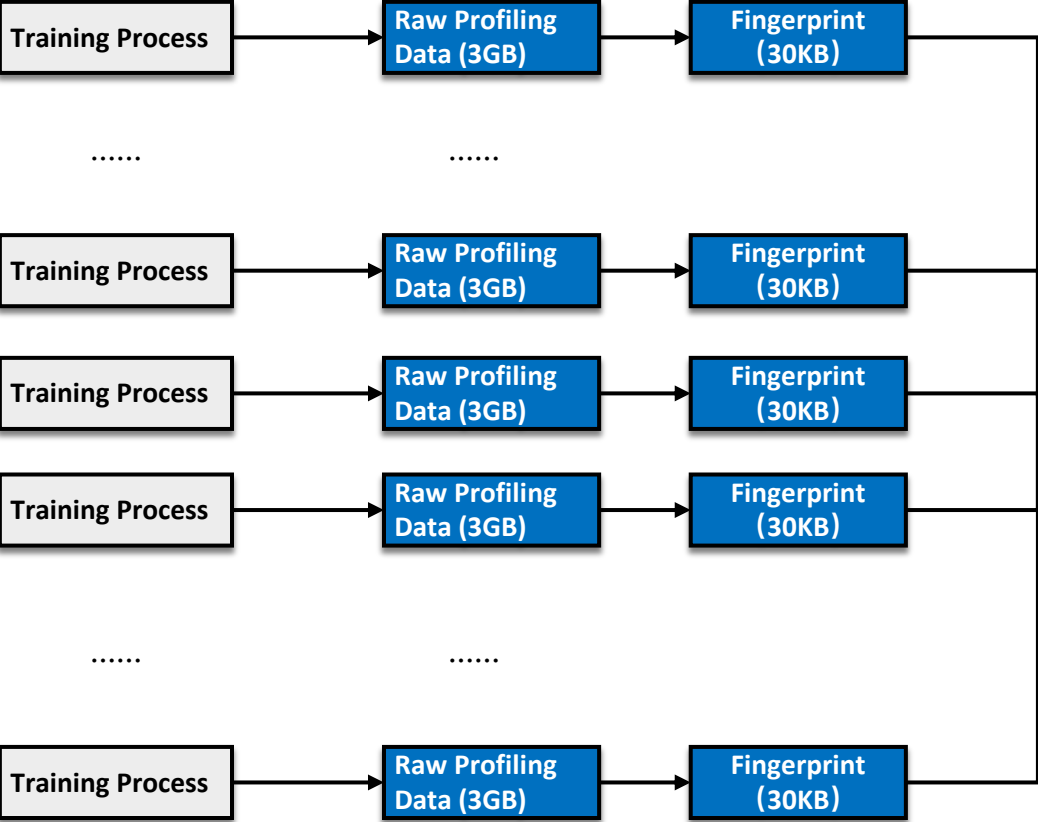 Training Process
Raw Profiling
Data (3GB)
Fingerprint
(30KB)
......
......
Training Process
Raw Profiling
Data (3GB)
Fingerprint
(30KB)
Training Process
Raw Profiling
Data (3GB)
Fingerprint
(30KB)
Training Process
Raw Profiling
Data (3GB)
Fingerprint
(30KB)
......
......
Training Process
Raw Profiling
Data (3GB)
Fingerprint
(30KB)